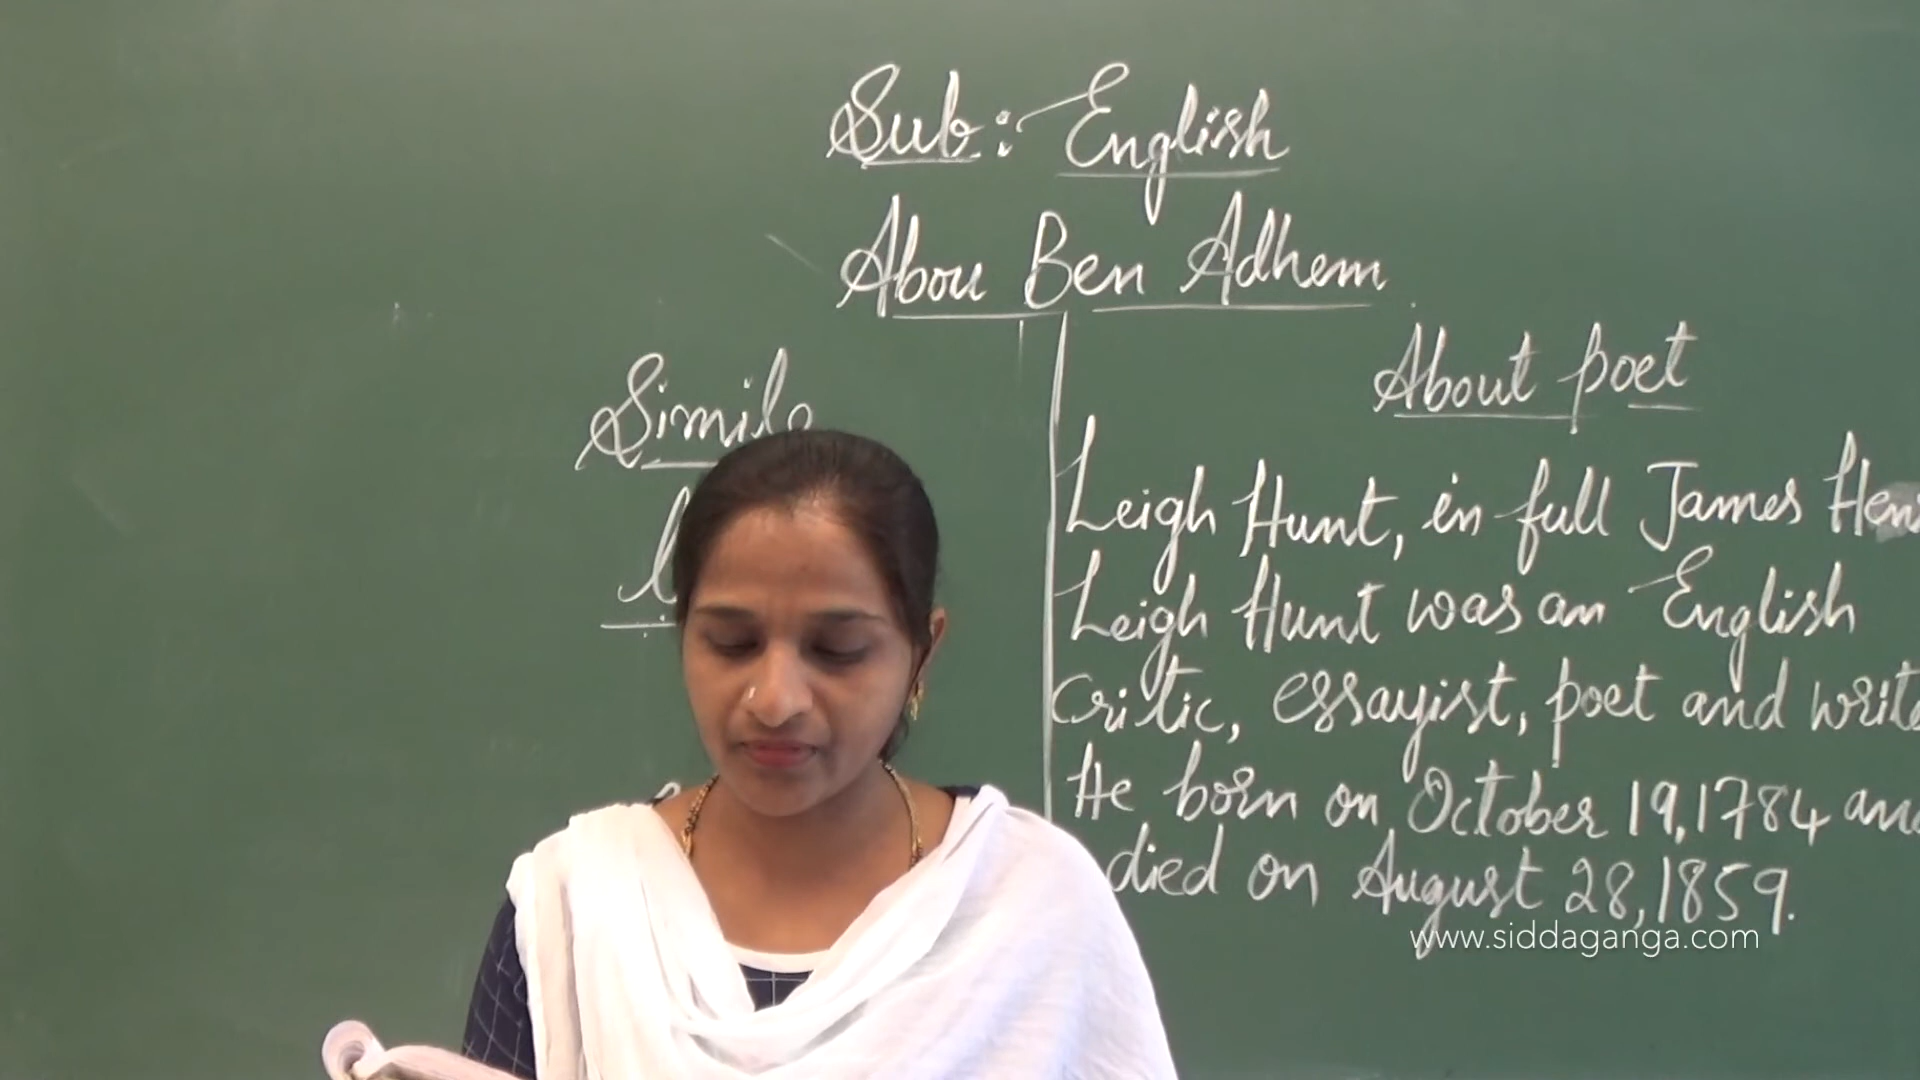 Sub: English
Abou Ben Adhem
Simile
About poet
Leigh Hunt, in full James
Leigh Hunt was an English
critic, essayist, poet and
He born on October 19, 1784
died on August 28, 1859.
www.siddaganga.com